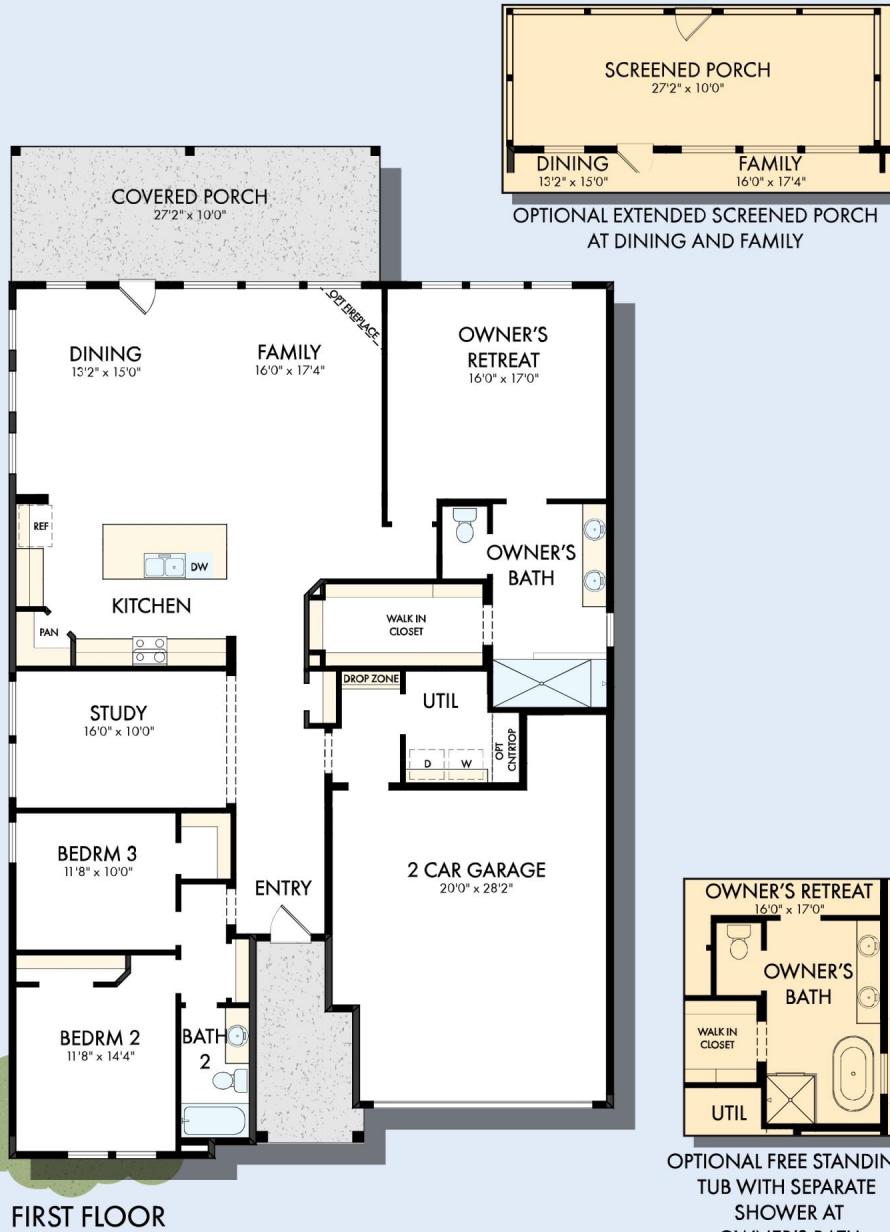 SCREENED PORCH
27'2" x 10'0"
DINING
13'2" x 15'0"
FAMILY
16'0" x 17'4"
OPTIONAL EXTENDED SCREENED PORCH
AT DINING AND FAMILY
COVERED PORCH
27'2" x 10'0"
OPT FIREPLACE
DINING
13'2" x 15'0"
FAMILY
16'0" x 17'4"
OWNER'S
RETREAT
16'0" x 17'0"
REF
DW
KITCHEN
PAN
OWNER'S
BATH
WALK IN
CLOSET
DROP ZONE
UTIL
D
W
OPT
CNTRTOP
STUDY
16'0" x 10'0"
BEDRM 3
11'8" x 10'0"
ENTRY
2 CAR GARAGE
20'0" x 28'2"
BEDRM 2
11'8" x 14'4"
BATH
2
FIRST FLOOR
OWNER'S RETREAT
16'0" x 17'0"
OWNER'S
BATH
WALK IN
CLOSET
UTIL
OPTIONAL FREE STANDIN
TUB WITH SEPARATE
SHOWER AT
OWNER'S BATH